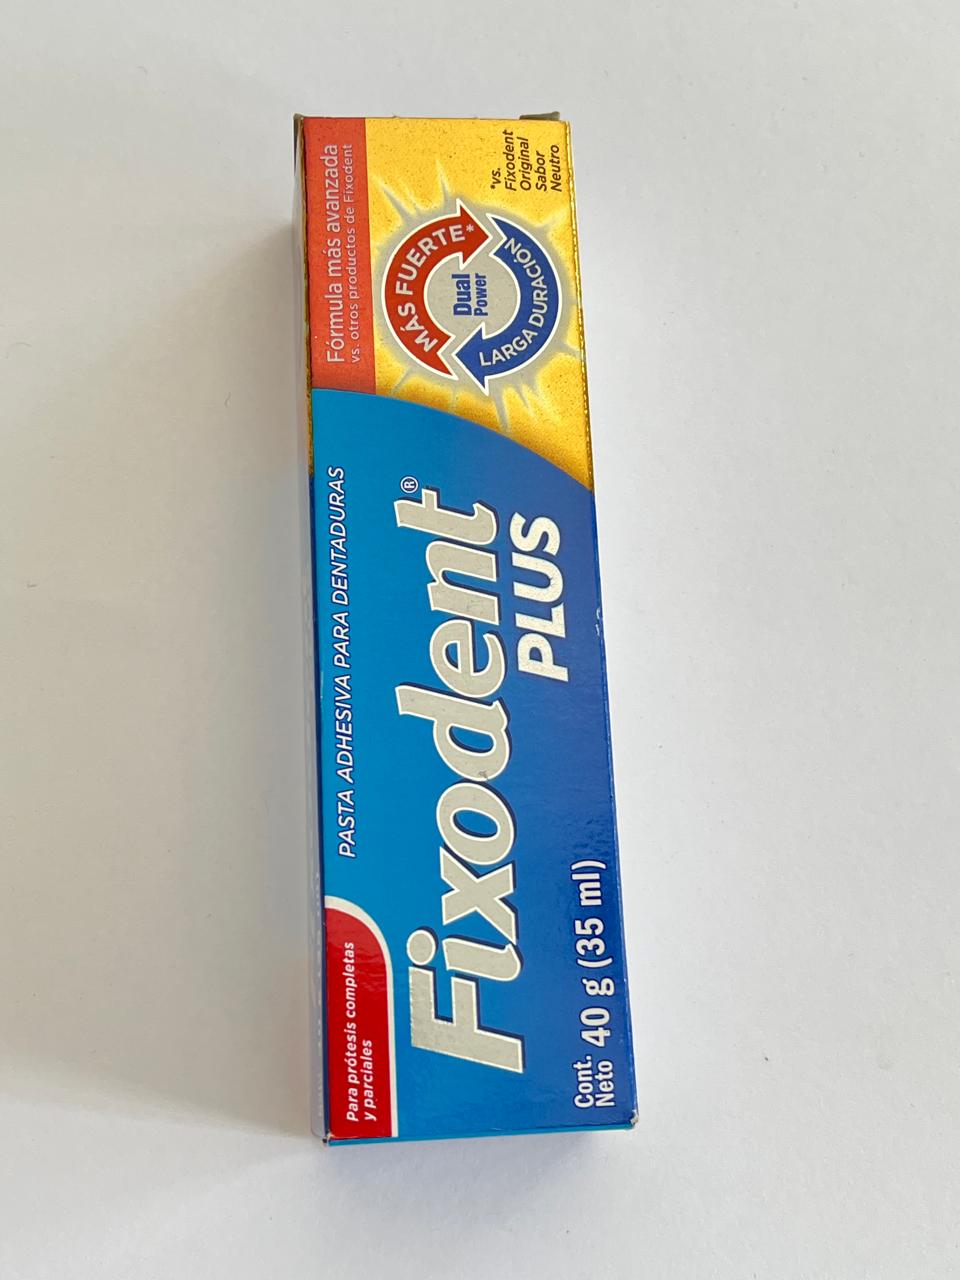 Para prótesis completas
y parciales
PASTA ADHESIVA PARA DENTADURAS
Fixodent®
PLUS
Cont.
Neto 40 g (35 ml)
Fórmula más avanzada
vs. otros productos de Fixodent
MÁS FUERTE*
Dual
Power
LARGA DURACIÓN
*vs.
Fixodent
Original
Sabor
Neutro